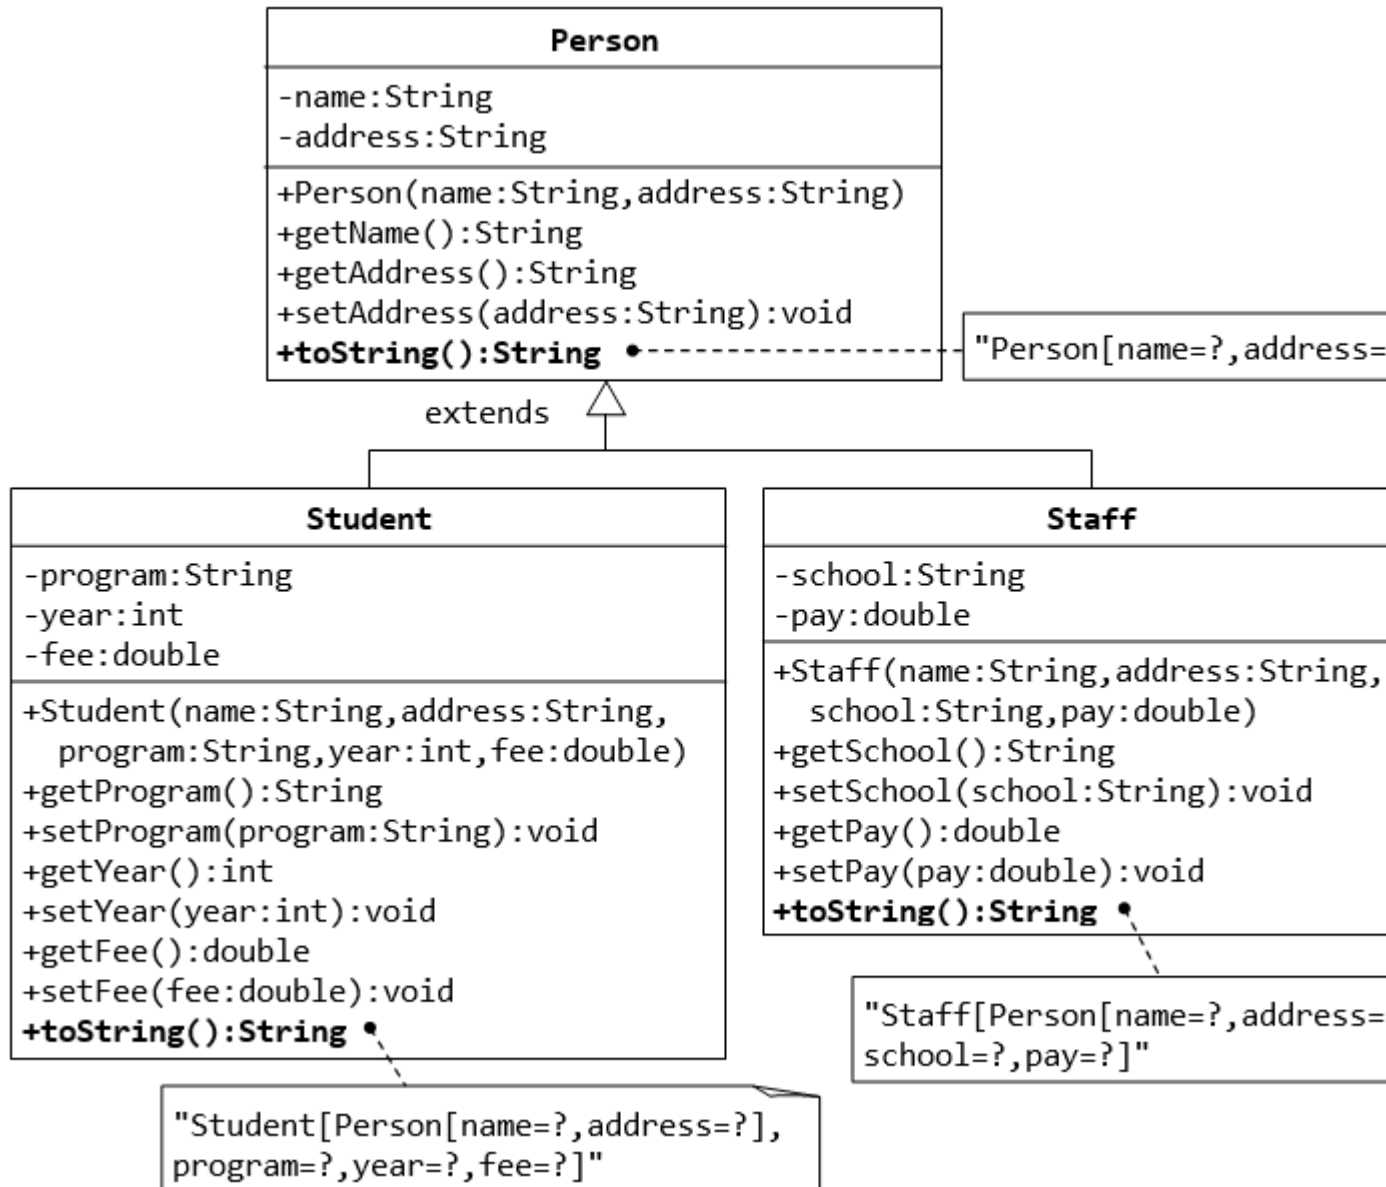 Person
-name:String
-address:String
+Person(name:String,address:String)
+getName():String
+getAddress():String
+setAddress(address:String):void
+toString():String
"Person[name=?,address=
extends
Student
-program:String
-year:int
-fee:double
+Student(name:String,address:String,
program:String,year:int,fee:double)
+getProgram():String
+setProgram(program:String):void
+getYear():int
+setYear(year:int):void
+getFee():double
+setFee(fee:double):void
+toString():String
"Student[Person[name=?,address=?],
program=?,year=?,fee=?]"
Staff
-school:String
-pay:double
+Staff(name:String,address:String,
school:String,pay:double)
+getSchool():String
+setSchool(school:String):void
+getPay():double
+setPay(pay:double):void
+toString():String
"Staff[Person[name=?,address=
school=?,pay=?]"